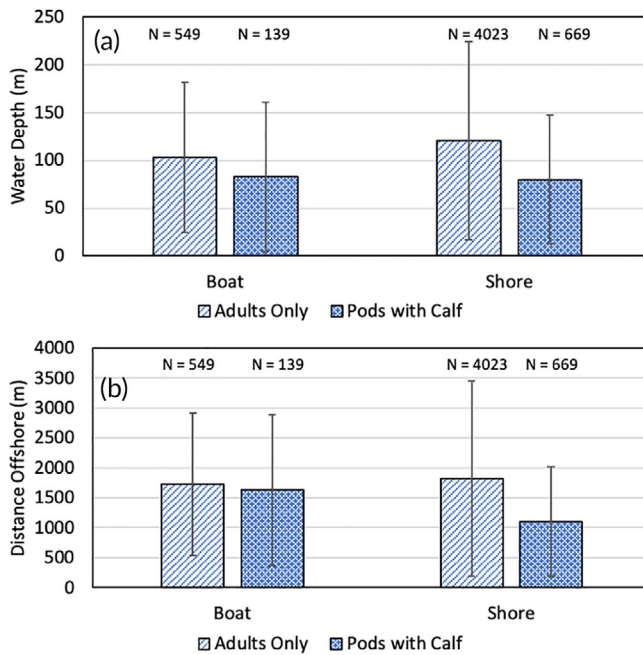 (a)
N = 549 N = 139 N = 4023 N = 669
Water Depth (m)
250
200
150
100
50
0
Boat Shore
Adults Only Pods with Calf
(b)
N = 549 N = 139 N = 4023 N = 669
Distance Offshore (m)
4000
3500
3000
2500
2000
1500
1000
500
0
Boat Shore
Adults Only Pods with Calf